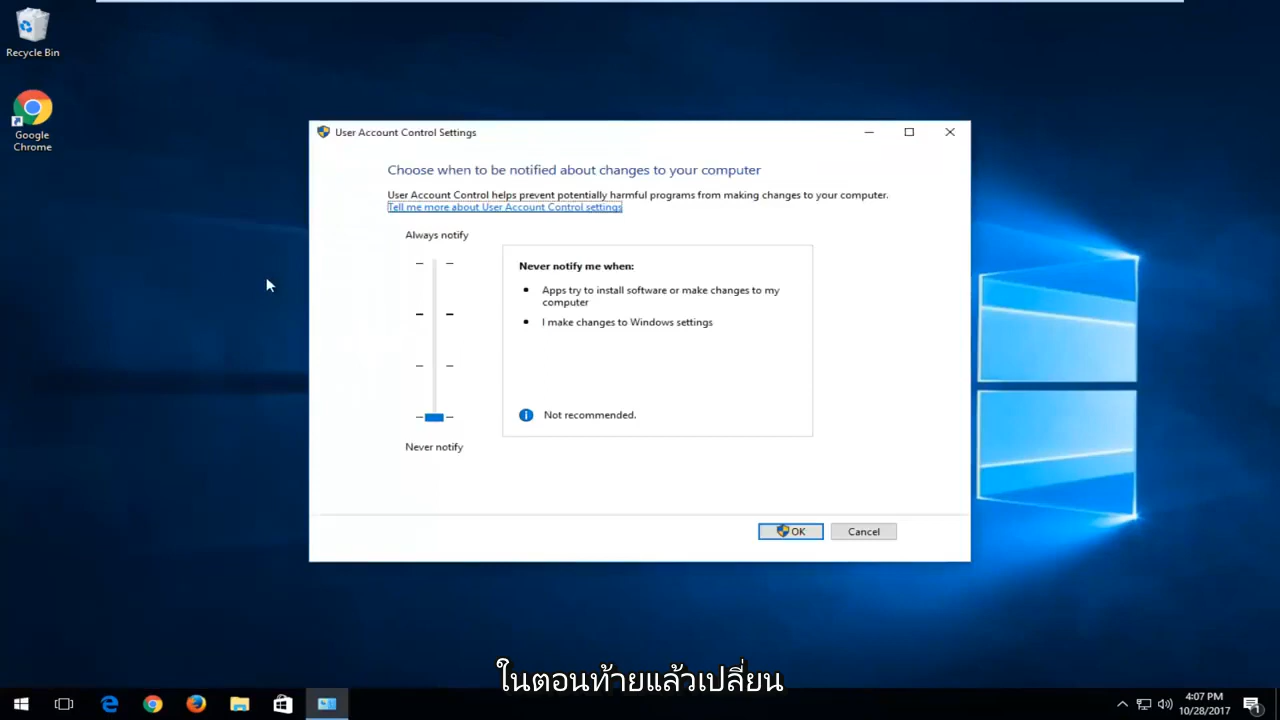 Recycle Bin
Google
Chrome
User Account Control Settings
Choose when to be notified about changes to your computer
User Account Control helps prevent potentially harmful programs from making changes to your computer.
Tell me more about User Account Control settings
Always notify
Never notify me when:
Apps try to install software or make changes to my
computer
I make changes to Windows settings
Not recommended.
Never notify
OK
Cancel
ในตอนท้ายแล้วเปลี่ยน
4:07 PM
10/28/2017
1